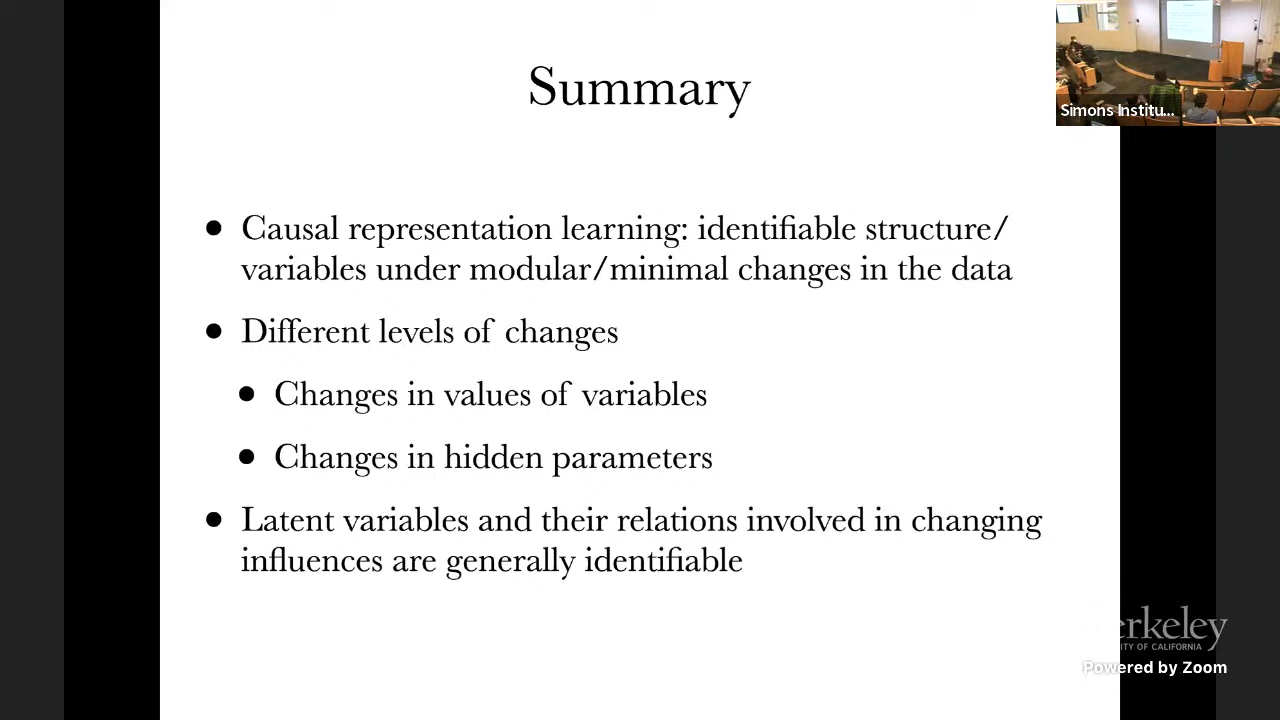 Summary
Simons Institu...
• Causal representation learning: identifiable structure/
variables under modular/minimal changes in the data
• Different levels of changes
• Changes in values of variables
• Changes in hidden parameters
• Latent variables and their relations involved in changing
influences are generally identifiable
erkeley
ITY OF CALIFORNIA
Powered by Zoom